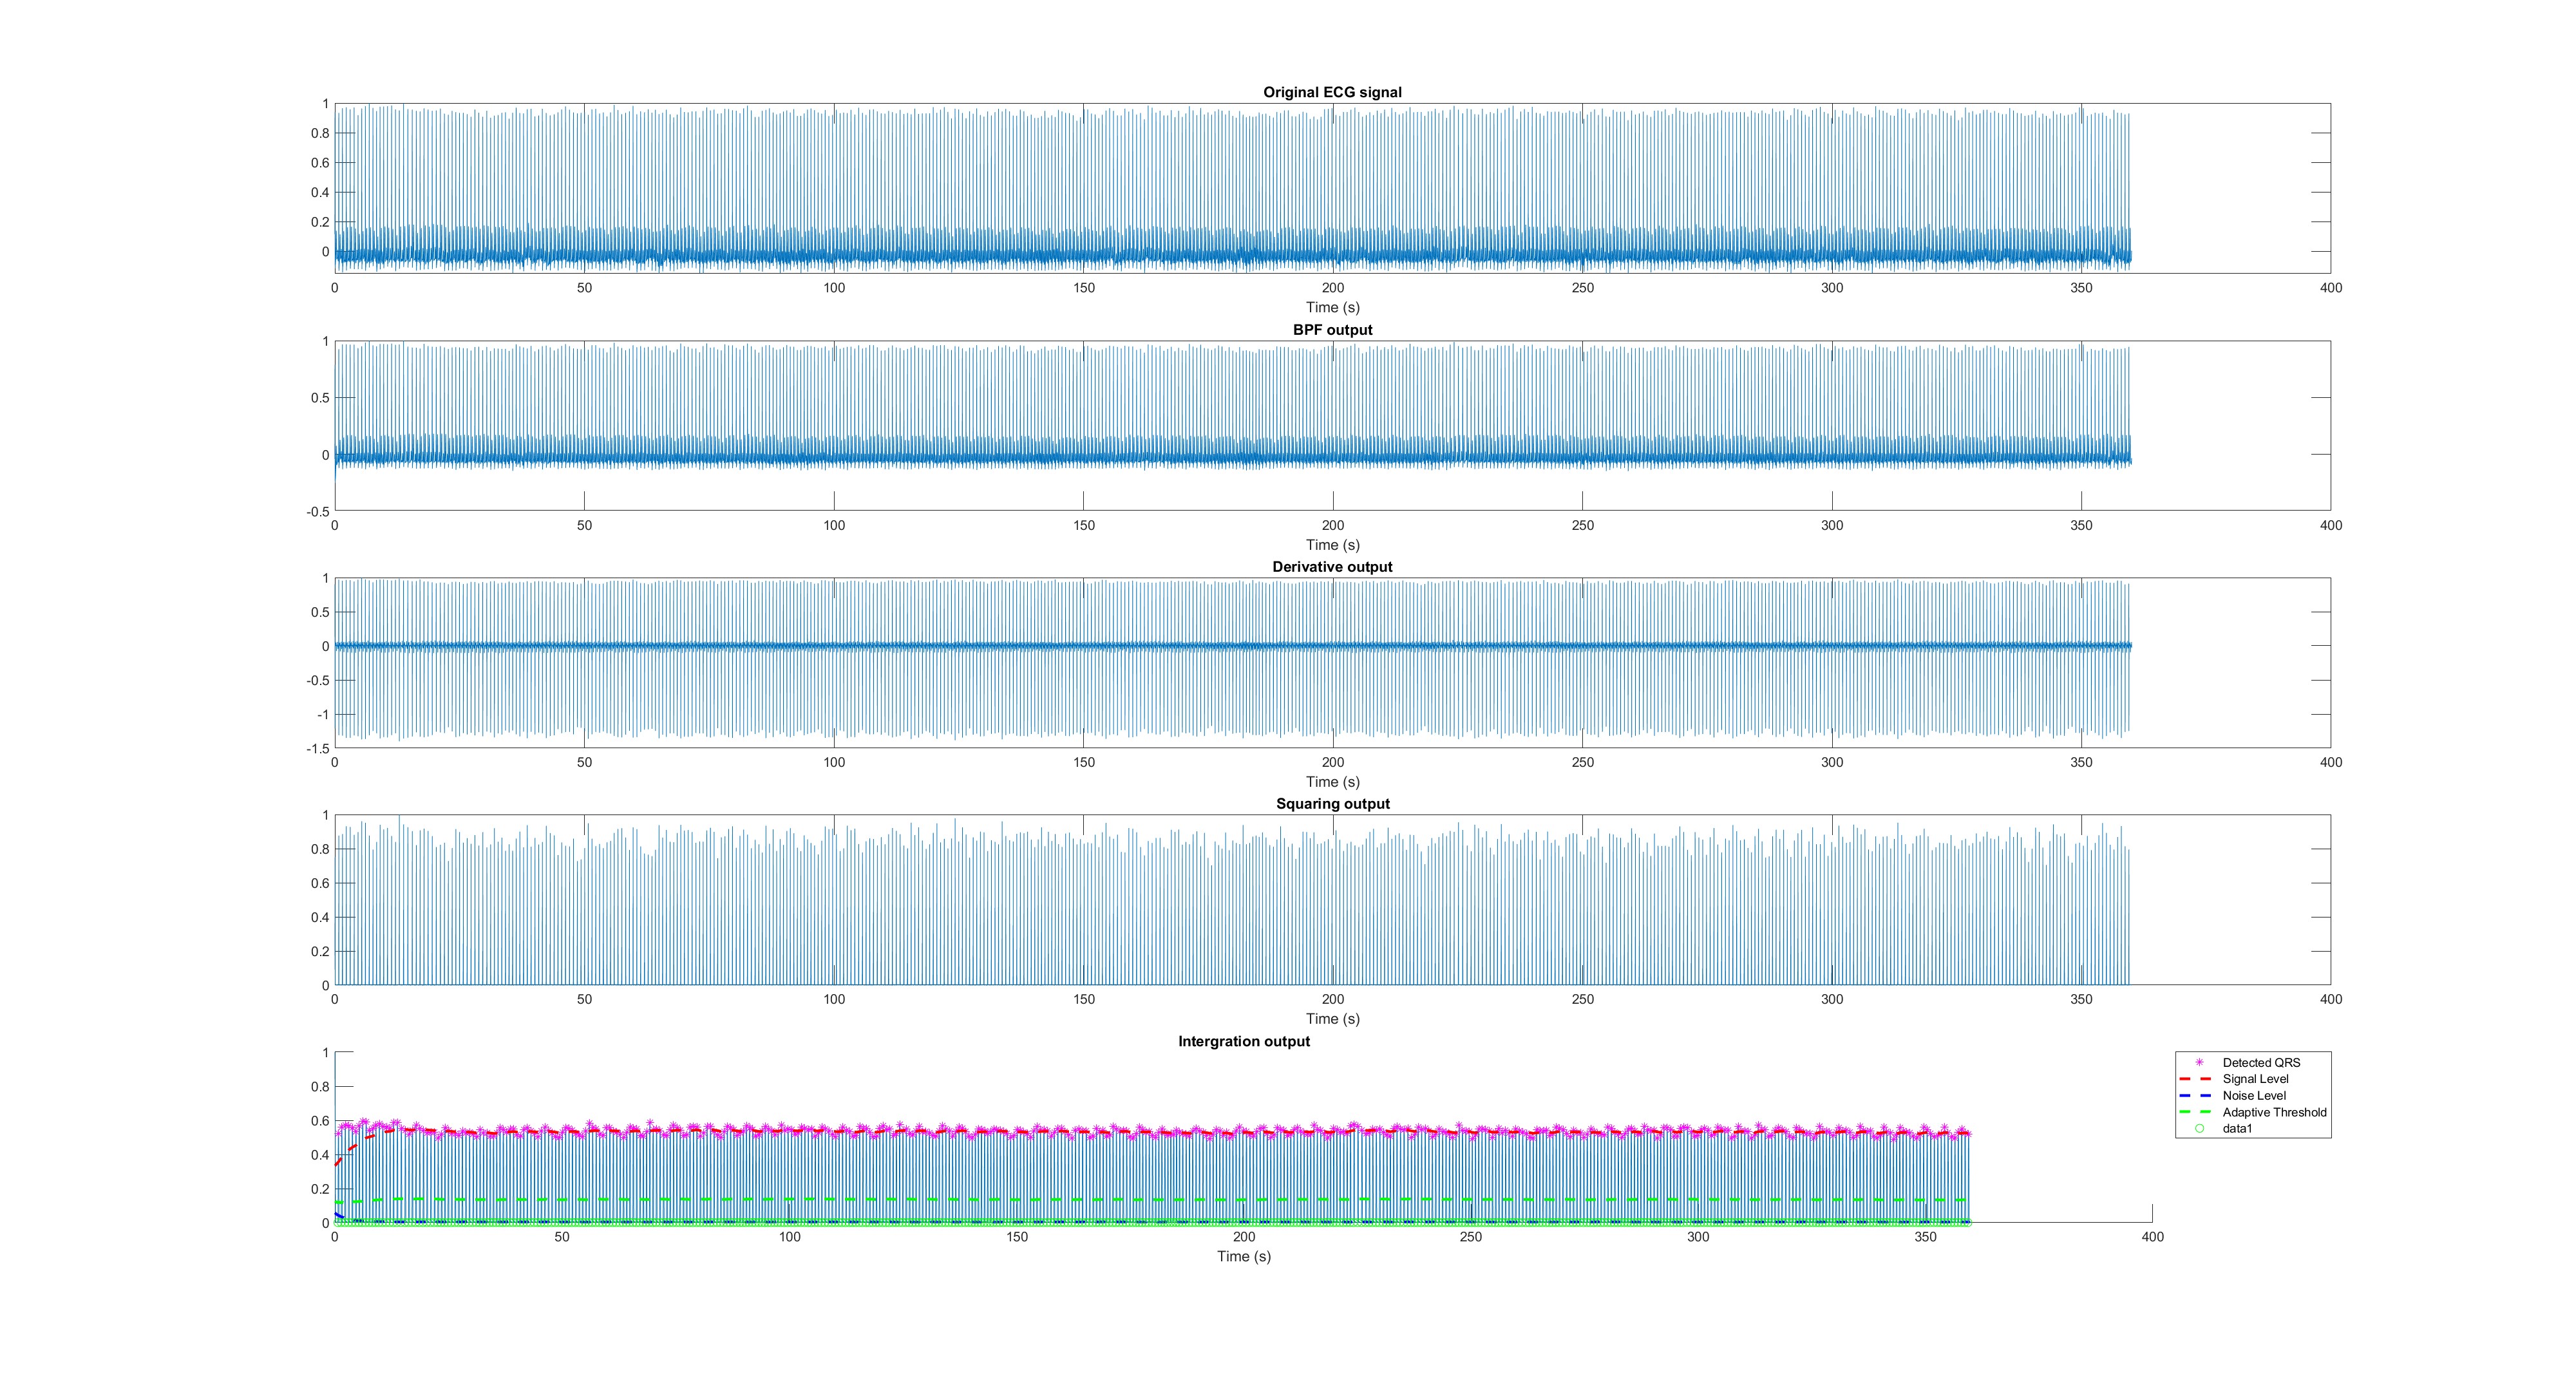 Original ECG signal
1
0.8
0.6
0.4
0.2
0
0 50 100 150 200 250 300 350 400
Time (s)
BPF output
1
0.5
0
-0.5
0 50 100 150 200 250 300 350 400
Time (s)
Derivative output
1
0.5
0
-0.5
-1
-1.5
0 50 100 150 200 250 300 350 400
Time (s)
Squaring output
1
0.8
0.6
0.4
0.2
0
0 50 100 150 200 250 300 350 400
Time (s)
Intergration output
1
0.8
0.6
0.4
0.2
0
0 50 100 150 200 250 300 350 400
Time (s)
Detected QRS
Signal Level
Noise Level
Adaptive Threshold
data1